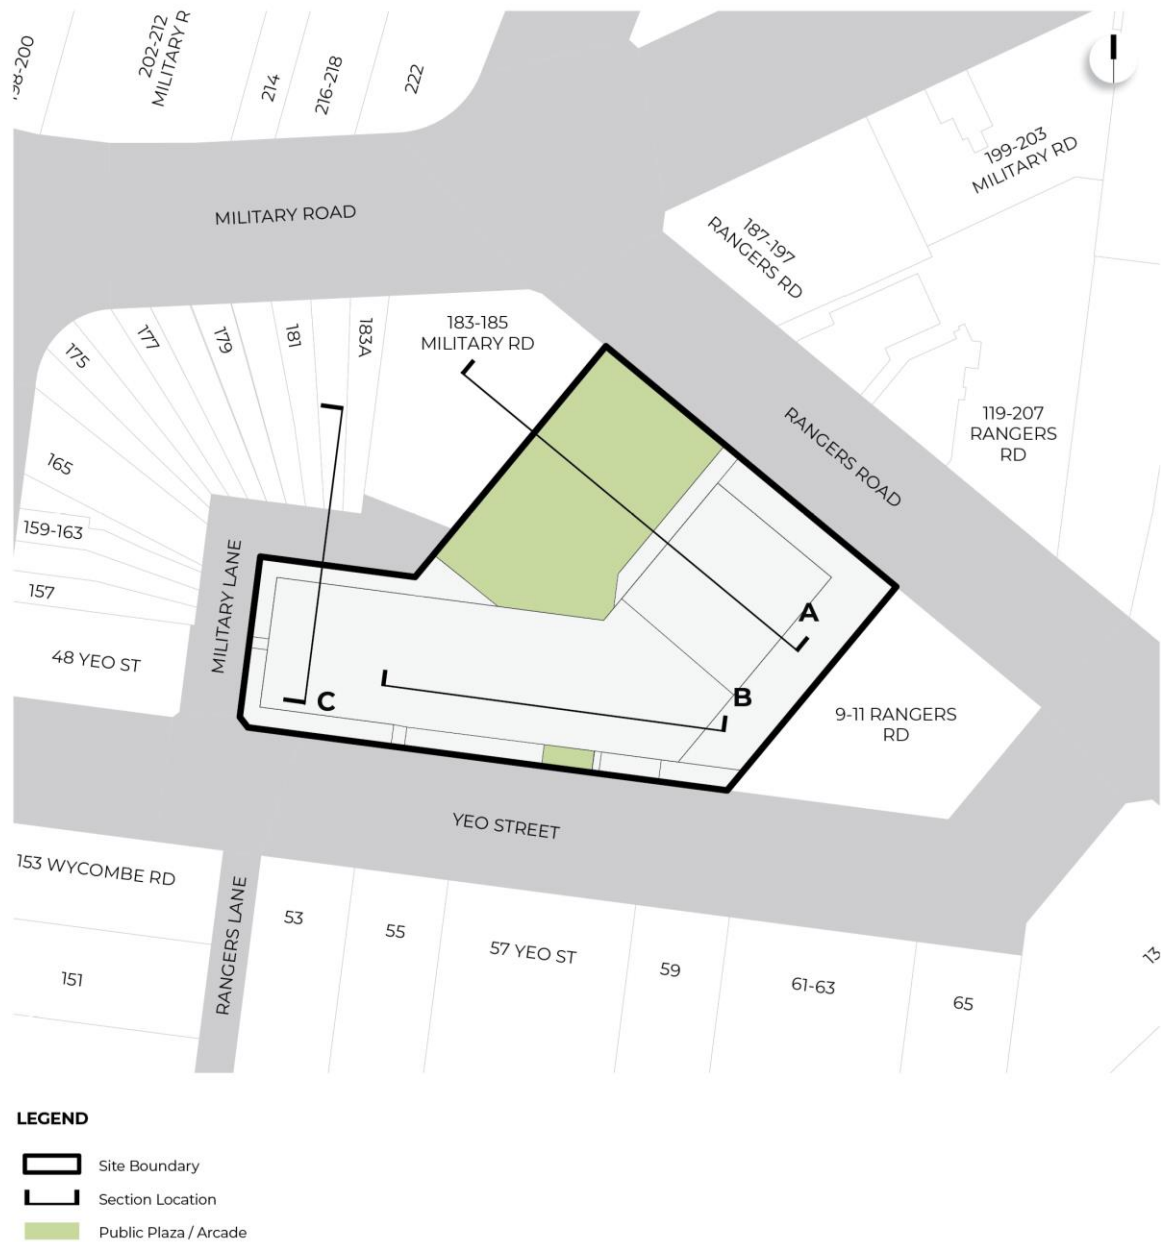 202-212
MILITARY R
214
216-218
222
199-203
MILITARY RD
MILITARY ROAD
187-197
RANGERS RD
175
177
179
181
183A
183-185
MILITARY RD
RANGERS ROAD
119-207
RANGERS
RD
165
159-163
157
48 YEO ST
MILITARY LANE
A
B
C
9-11 RANGERS
RD
YEO STREET
153 WYCOMBE RD
151
RANGERS LANE
53
55
57 YEO ST
59
61-63
65
13
LEGEND
Site Boundary
Section Location
Public Plaza / Arcade